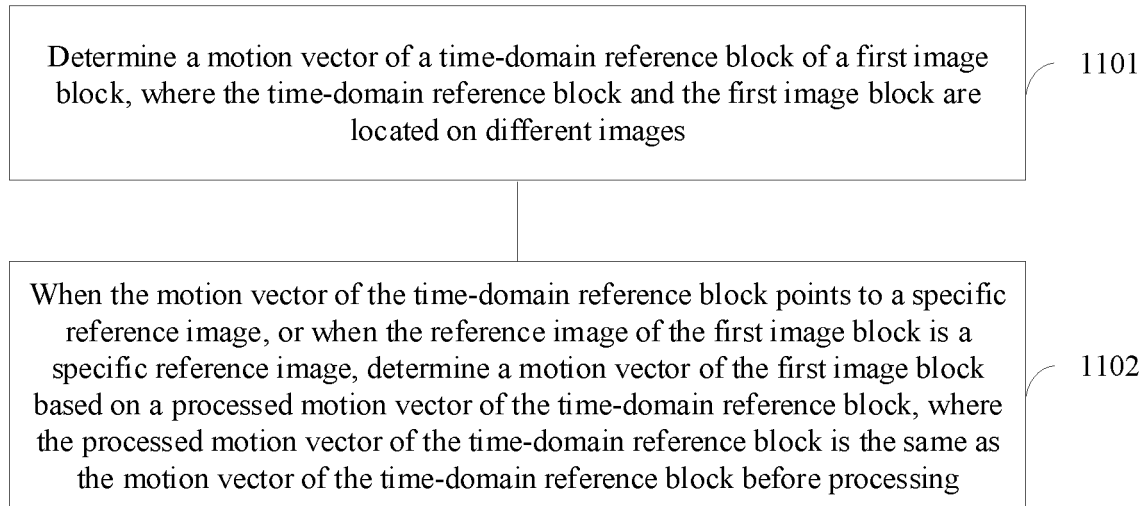 Determine a motion vector of a time-domain reference block of a first image
block, where the time-domain reference block and the first image block are
located on different images
1101
When the motion vector of the time-domain reference block points to a specific
reference image, or when the reference image of the first image block is a
specific reference image, determine a motion vector of the first image block
based on a processed motion vector of the time-domain reference block, where
the processed motion vector of the time-domain reference block is the same as
the motion vector of the time-domain reference block before processing
1102